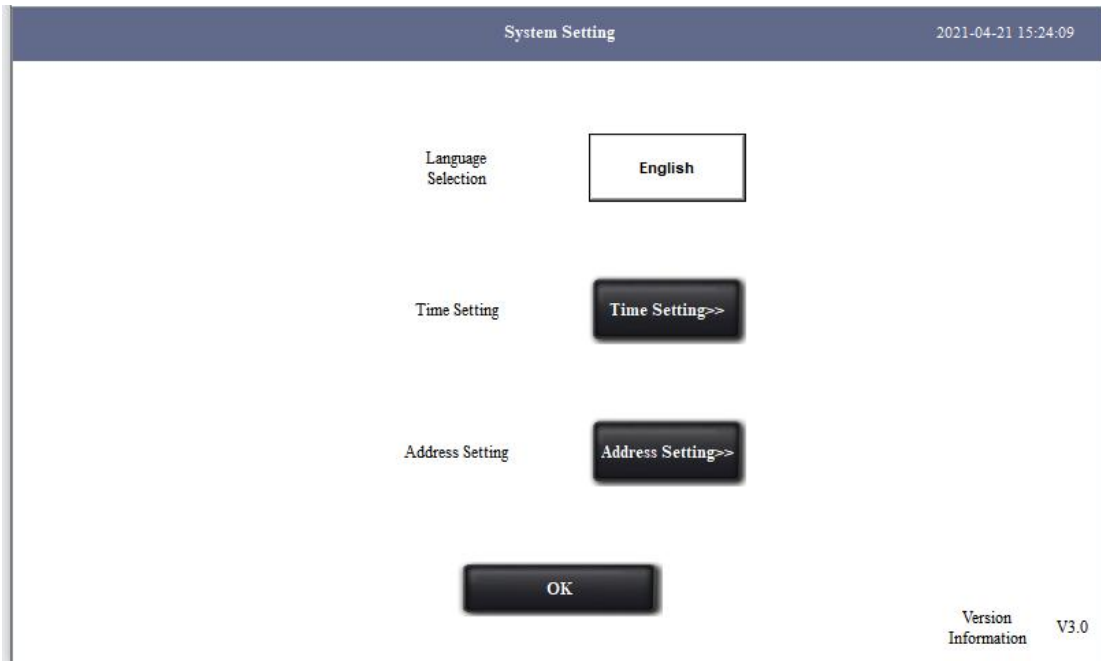 System Setting
2021-04-21 15:24:09
Language
Selection
English
Time Setting
Time Setting>>
Address Setting
Address Setting>>
OK
Version
Information
V3.0